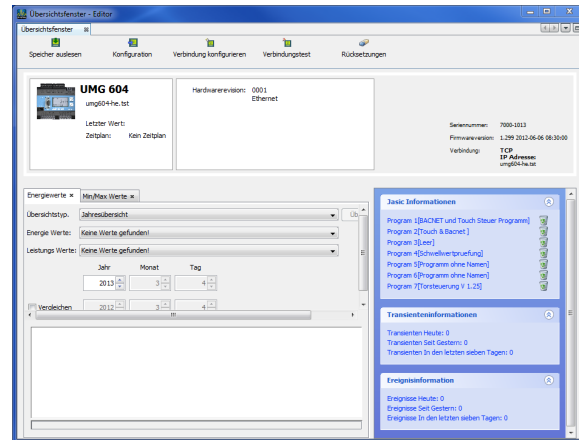 Übersichtsfenster - Editor
Übersichtsfenster
Speicher auslesen Konfiguration Verbindung konfigurieren Verbindungstest Rücksetzungen
UMG 604
umg604-he.tst
Letzter Wert:
Zeitplan: Kein Zeitplan
Hardwarerevision: 0001
Ethernet
Seriennummer: 7000-1013
Firmwareversion: 1.299 2012-06-06 08:30:00
Verbindung: TCP
IP Adresse:
umg604-he.tst
Energiewerte Min/Max Werte
Übersichtstyp. Jahresübersicht Üb
Energie Werte: Keine Werte gefunden!
Leistungs Werte: Keine Werte gefunden!
Jahr Monat Tag
2013 3 4
Vergleichen 2012 3 4
Jasic Informationen
Program 1[BACNET und Touch Steuer Programm]
Program 2[Touch & Bacnet ]
Program 3[Leer]
Program 4[Schwellwertpruefung]
Program 5[Programm ohne Namen]
Program 6[Programm ohne Namen]
Program 7[Torsteuerung V 1.25]
Transienteninformationen
Transienten Heute: 0
Transienten Seit Gestern: 0
Transienten In den letzten sieben Tagen: 0
Ereignisinformation
Ereignisse Heute: 0
Ereignisse Seit Gestern: 0
Ereignisse In den letzten sieben Tagen: 0